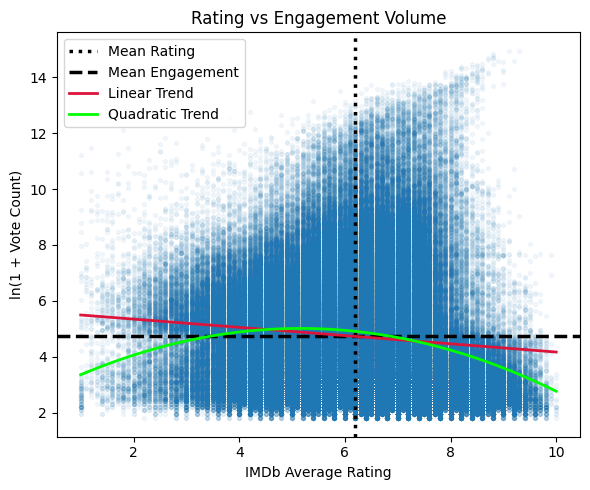 Rating vs Engagement Volume
Mean Rating
Mean Engagement
Linear Trend
Quadratic Trend
14
12
10
8
6
4
2
ln(1 + Vote Count)
2 4 6 8 10
IMDb Average Rating